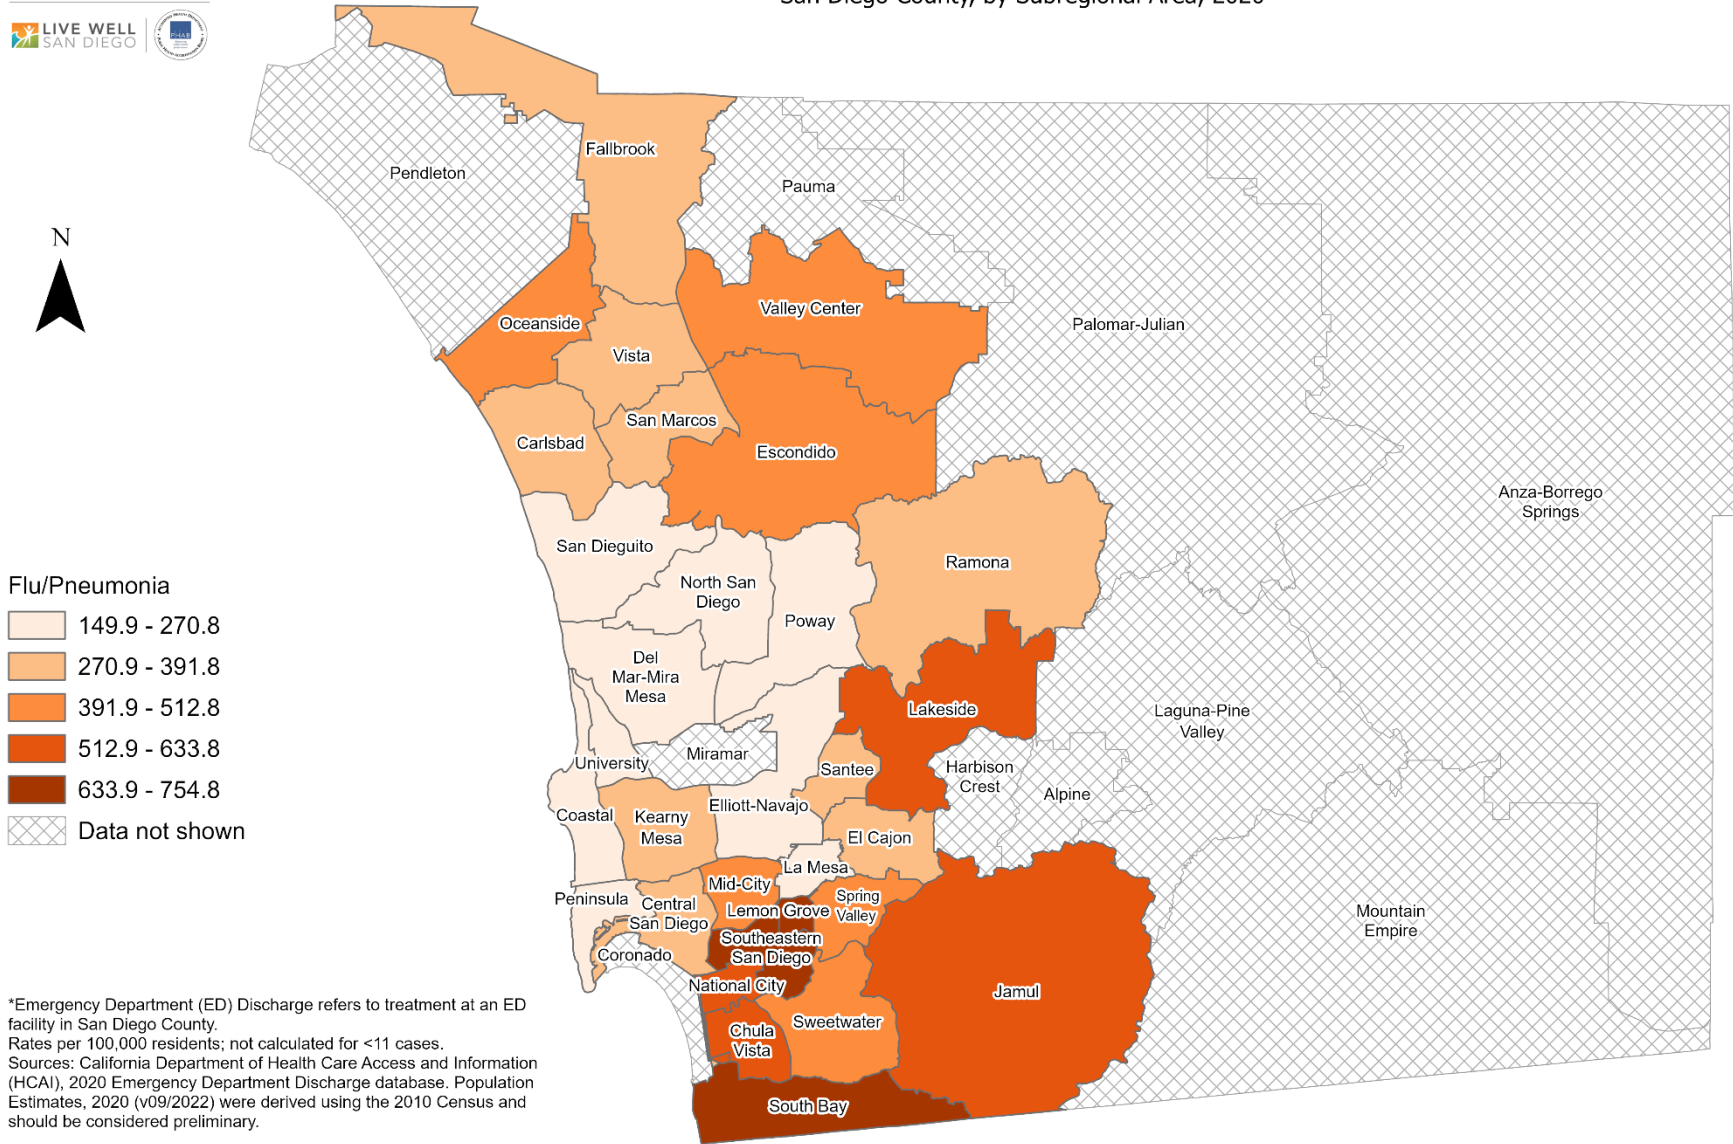 San Diego County, by Subregional Area, 2020
LIVE WELL
SAN DIEGO
PHAB
N
Pendleton
Fallbrook
Pauma
Oceanside
Valley Center
Palomar-Julian
Vista
San Marcos
Carlsbad
Escondido
Anza-Borrego
Springs
San Dieguito
North San
Diego
Ramona
Poway
Del
Mar-Mira
Mesa
Lakeside
Laguna-Pine
Valley
Miramar
University
Santee
Harbison
Crest
Alpine
Elliott-Navajo
Coastal
Kearny
Mesa
El Cajon
La Mesa
Mid-City
Peninsula
Central
San Diego
Lemon Grove
Spring
Valley
Mountain
Empire
Southeastern
San Diego
Coronado
National City
Jamul
Sweetwater
Chula
Vista
South Bay
Flu/Pneumonia
149.9 - 270.8
270.9 - 391.8
391.9 - 512.8
512.9 - 633.8
633.9 - 754.8
Data not shown
*Emergency Department (ED) Discharge refers to treatment at an ED
facility in San Diego County.
Rates per 100,000 residents; not calculated for <11 cases.
Sources: California Department of Health Care Access and Information
(HCAI), 2020 Emergency Department Discharge database. Population
Estimates, 2020 (v09/2022) were derived using the 2010 Census and
should be considered preliminary.